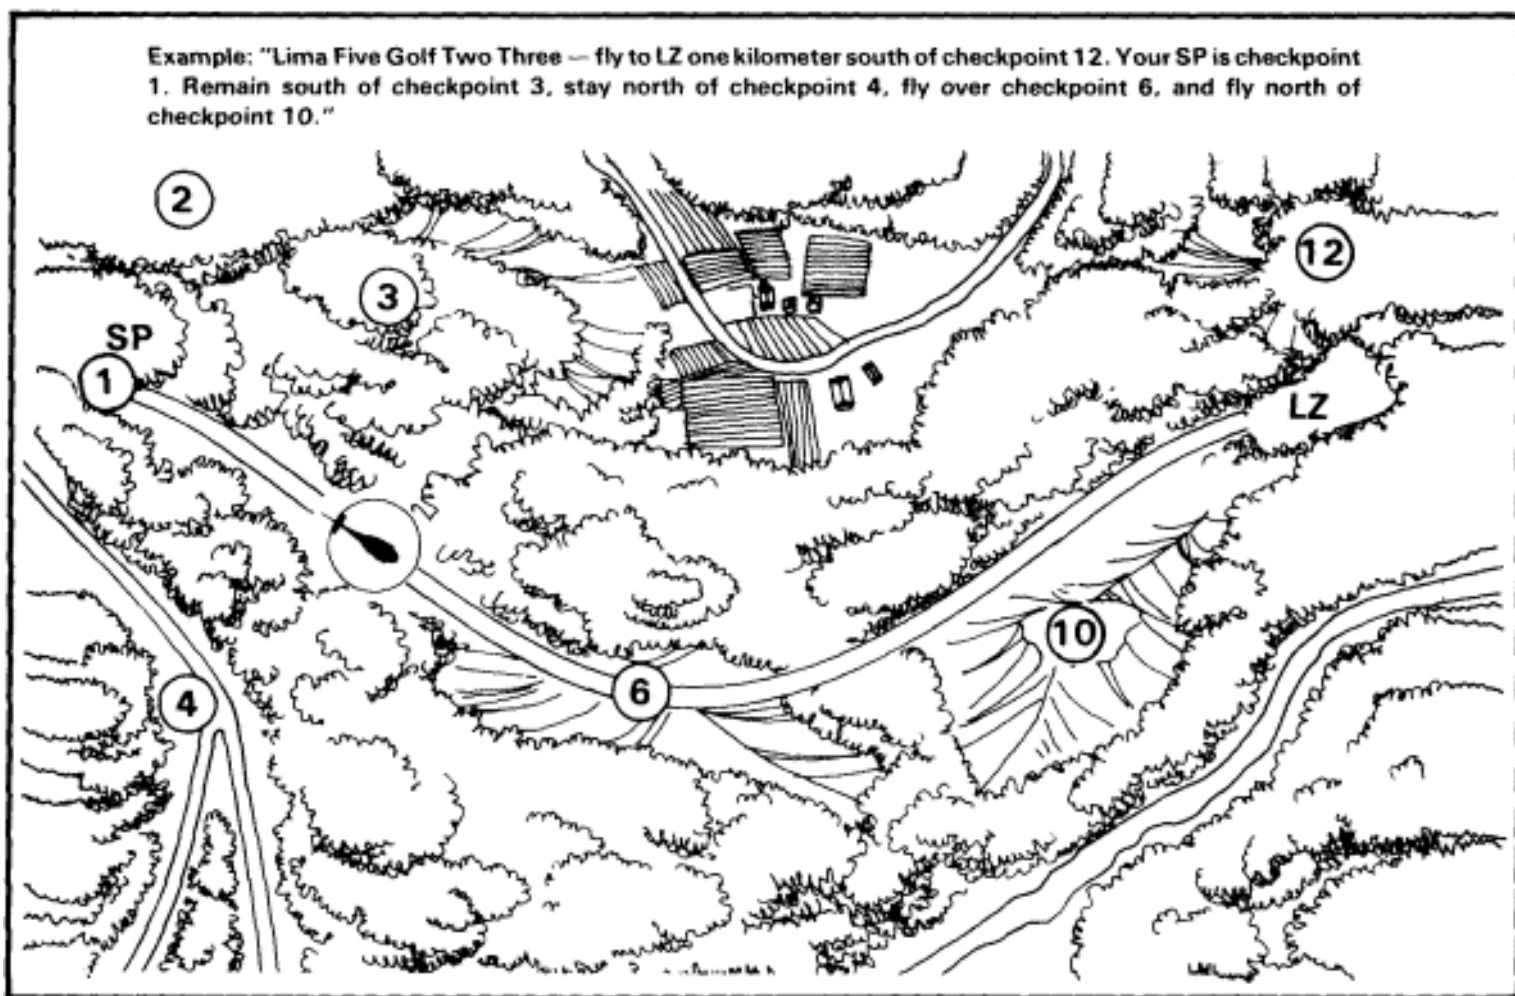 Example: "Lima Five Golf Two Three — fly to LZ one kilometer south of checkpoint 12. Your SP is checkpoint
1. Remain south of checkpoint 3, stay north of checkpoint 4, fly over checkpoint 6, and fly north of
checkpoint 10."
2
12
3
SP
1
LZ
10
6
4